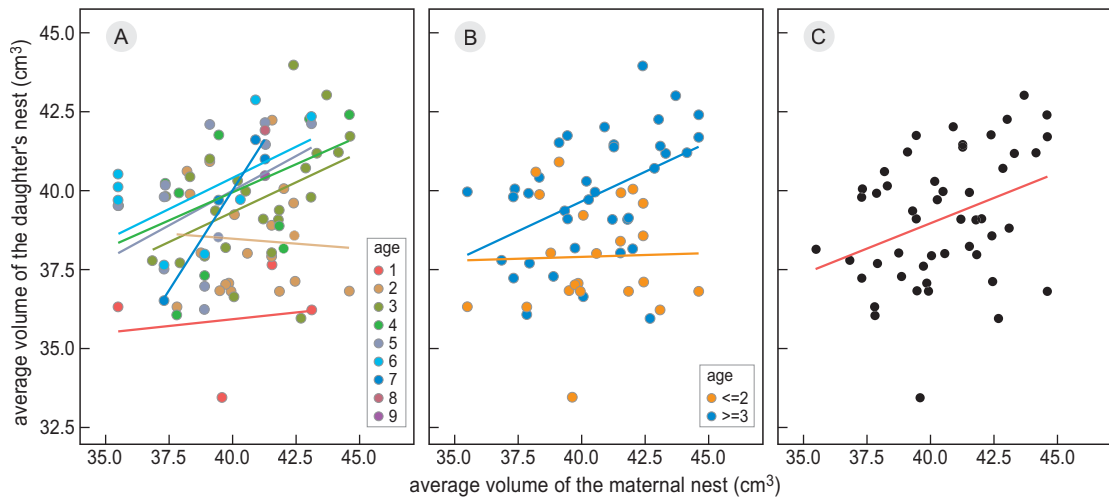 average volume of the daughter's nest (cm³)
45.0
42.5
40.0
37.5
35.0
32.5
A
age
1
2
3
4
5
6
7
8
9
35.0 37.5 40.0 42.5 45.0
B
age
<=2
>=3
35.0 37.5 40.0 42.5 45.0
C
35.0 37.5 40.0 42.5 45.0
average volume of the maternal nest (cm³)